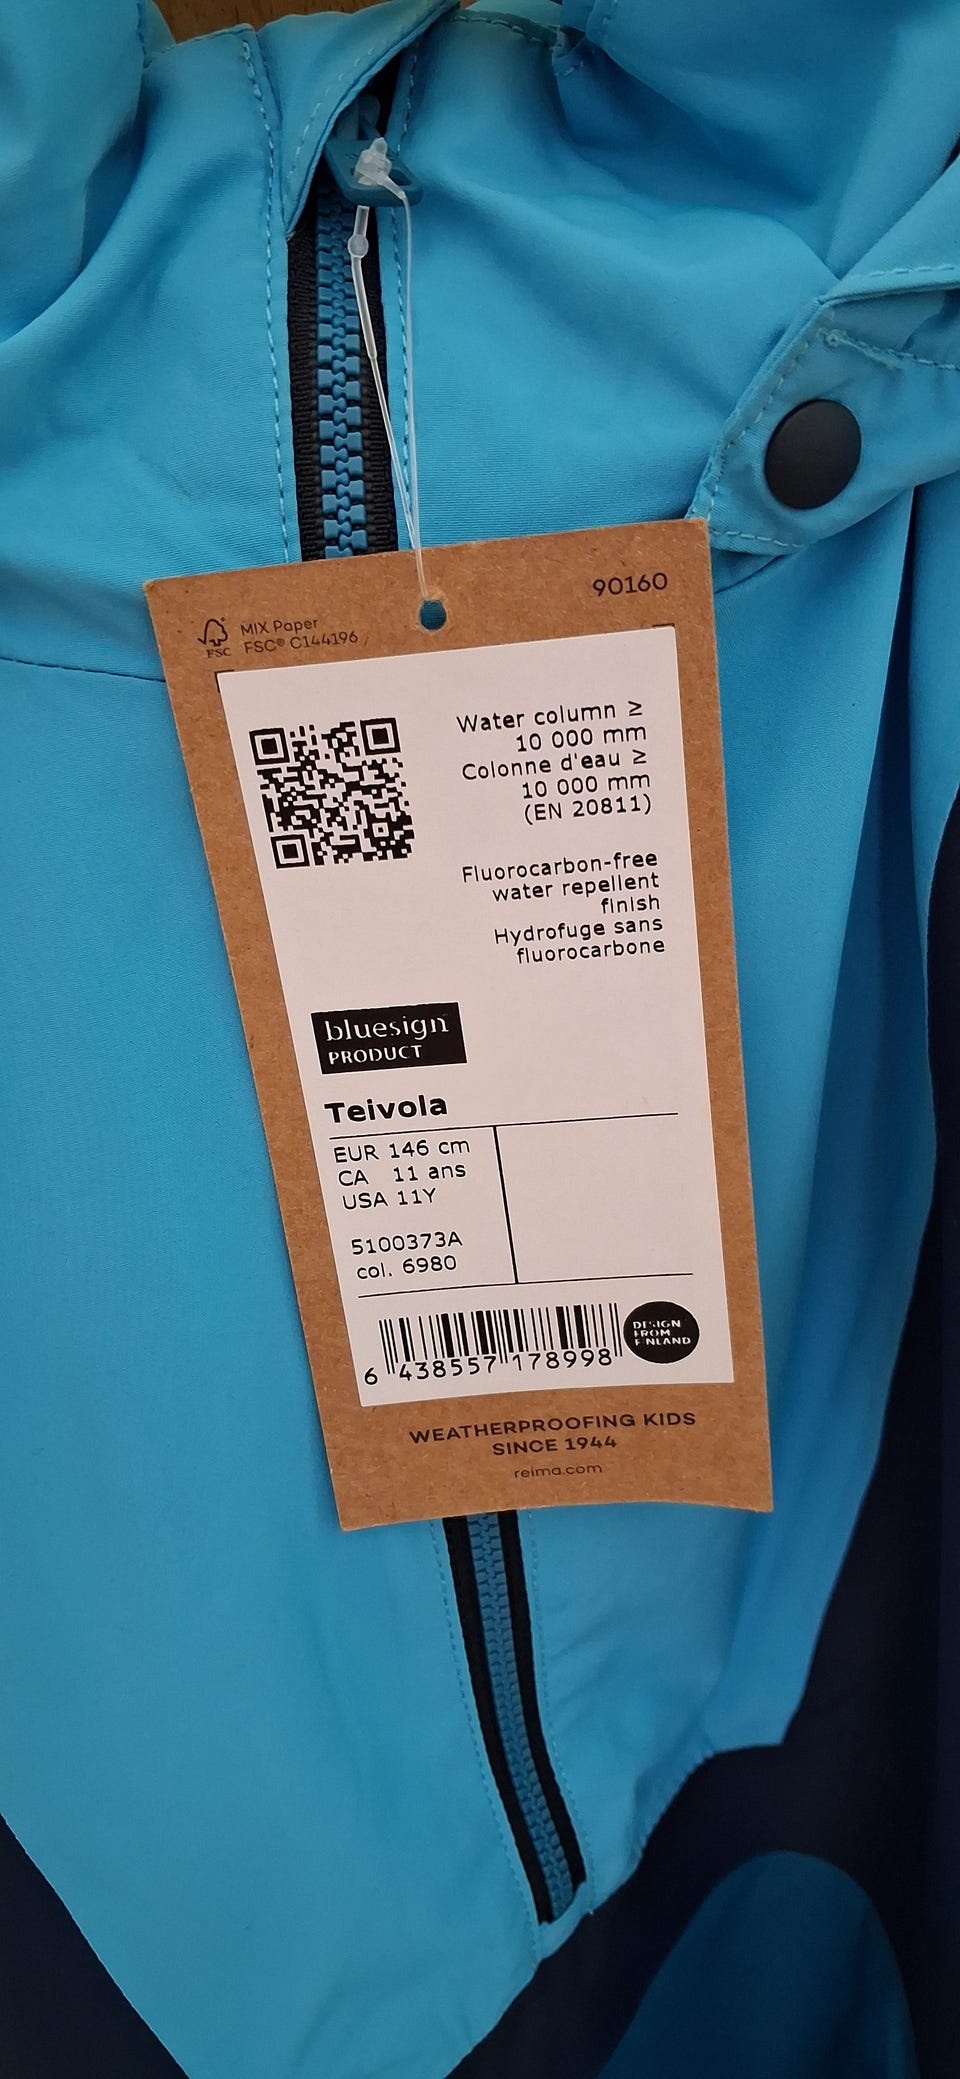 90160
MIX Paper
FSC® C144196
FSC
Water column ≥
10 000 mm
Colonne d'eau ≥
10 000 mm
(EN 20811)
Fluorocarbon-free
water repellent
finish
Hydrofuge sans
fluorocarbone
bluesign
PRODUCT
Teivola
EUR 146 cm
CA 11 ans
USA 11Y
5100373A
col. 6980
6 438557 178998
DESIGN
FROM
FINLAND
WEATHERPROOFING KIDS
SINCE 1944
reima.com